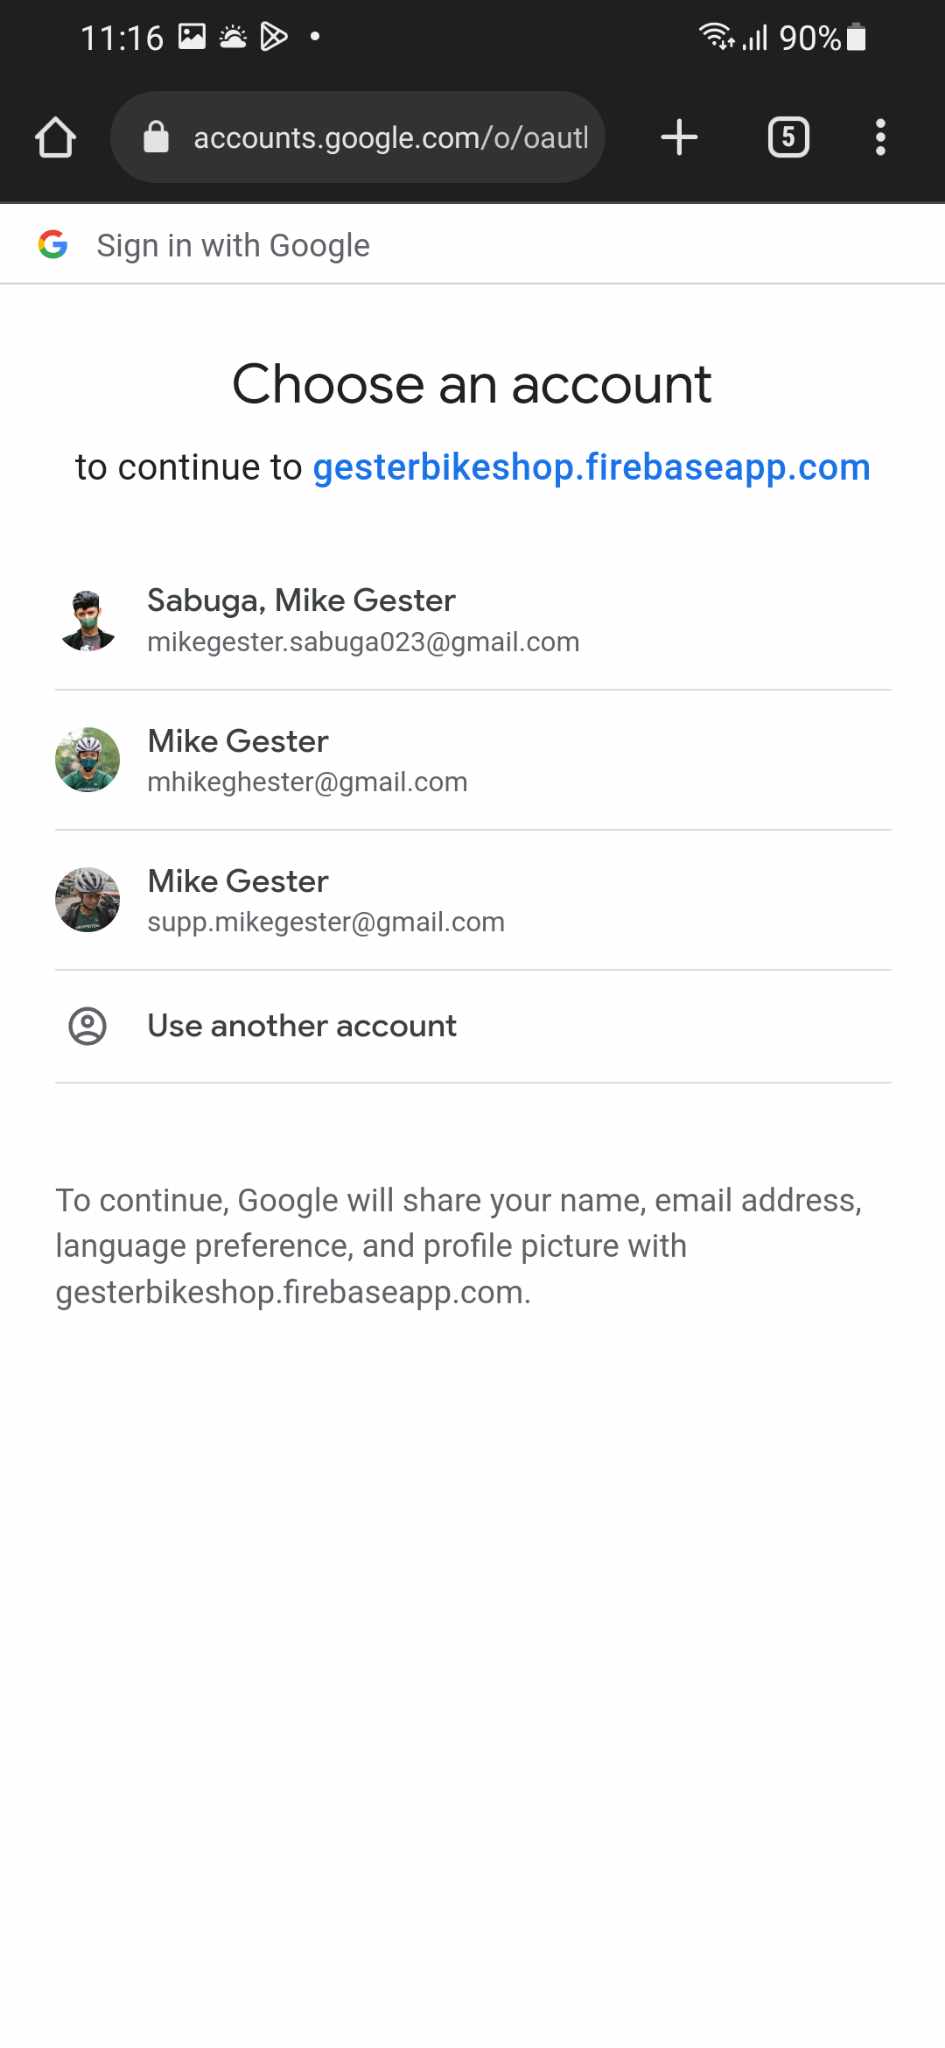 11:16
90%
accounts.google.com/o/oautl
5
Sign in with Google
Choose an account
to continue to gesterbikeshop.firebaseapp.com
Sabuga, Mike Gester
mikegester.sabuga023@gmail.com
Mike Gester
mhikeghester@gmail.com
Mike Gester
supp.mikegester@gmail.com
Use another account
To continue, Google will share your name, email address,
language preference, and profile picture with
gesterbikeshop.firebaseapp.com.